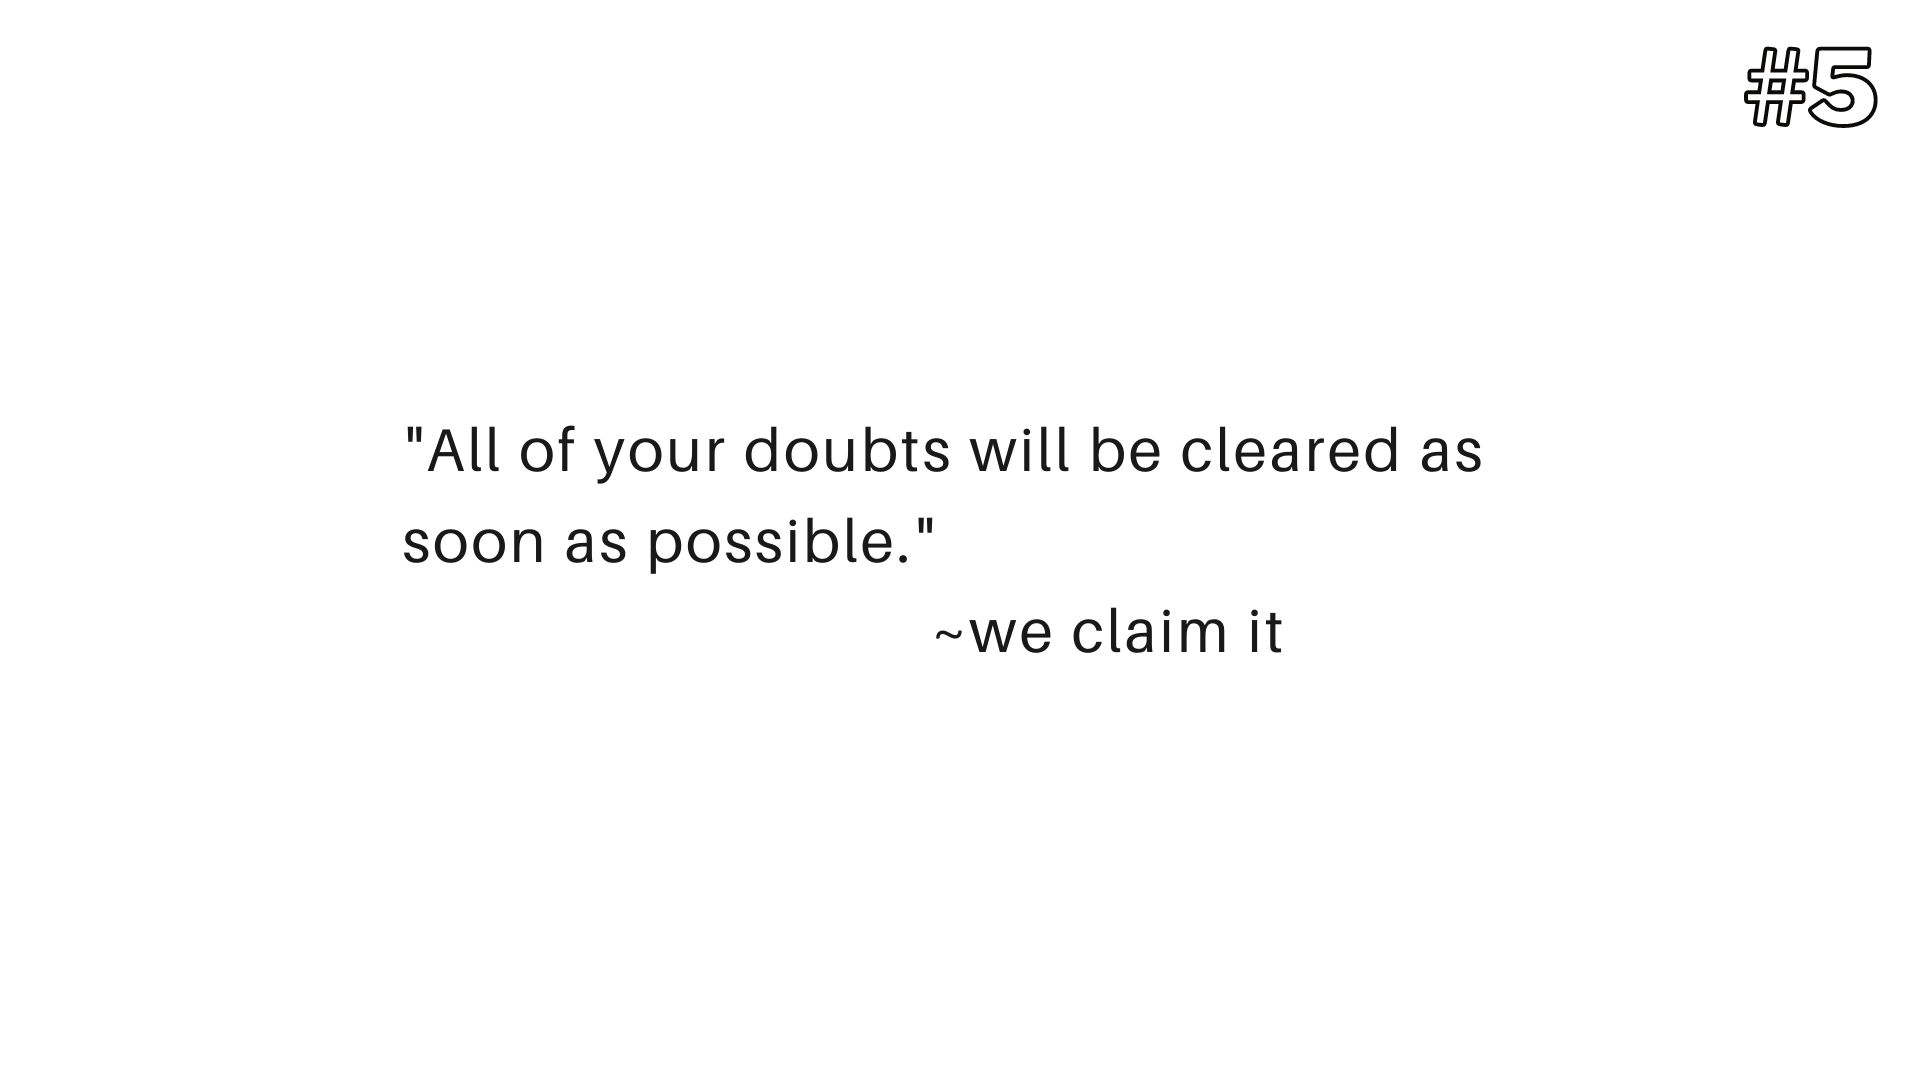 #5
"All of your doubts will be cleared as
soon as possible."
~we claim it